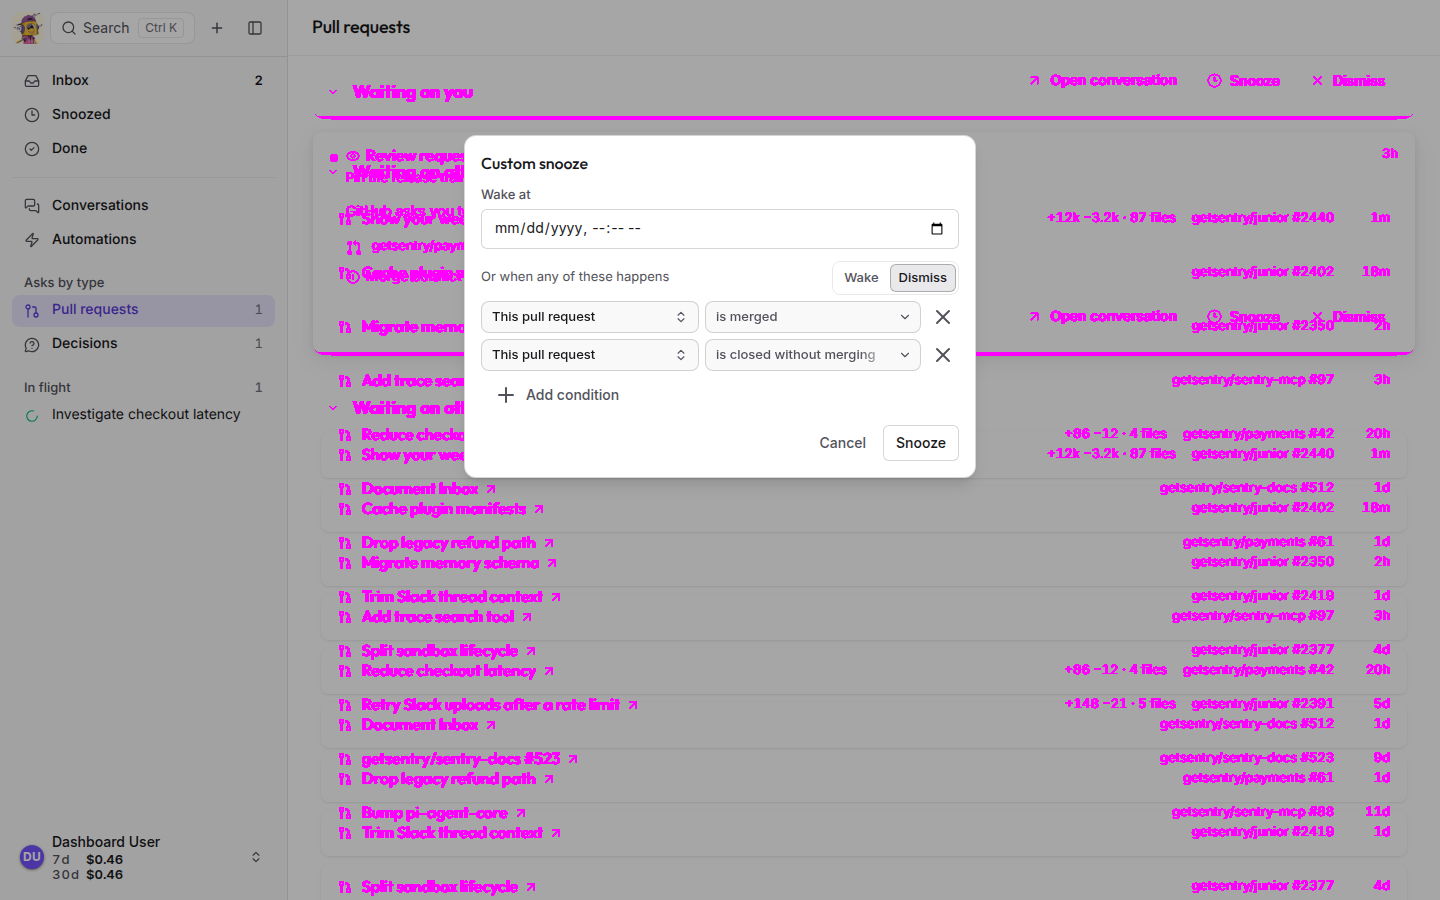 Search Ctrl K
Inbox 2
Snoozed
Done
Conversations
Automations
Asks by type
Pull requests 1
Decisions 1
In flight 1
Investigate checkout latency
Dashboard User
7d $0.46
30d $0.46
DU
Pull requests
Open conversation Snooze Dismiss
Waiting on you
Review
3h
GitHub asks you
+12k −3.2k · 87 files getsentry/junior #2440 1m
getsentry/junior #2402 18m
Open conversation Snooze Dismiss
getsentry/junior #2350 2h
Custom snooze
Wake at
mm/dd/yyyy, --:-- --
Or when any of these happens Wake Dismiss
This pull request is merged
This pull request is closed without merging
Add condition
Cancel Snooze
Add trace getsentry/sentry-mcp #97 3h
Waiting on
Reduce +86 −12 · 4 files getsentry/payments #42 20h
Show your +12k −3.2k · 87 files getsentry/junior #2440 1m
Document Inbox getsentry/sentry-docs #512 1d
Cache plugin manifests getsentry/junior #2402 18m
Drop legacy refund path getsentry/payments #61 1d
Migrate memory schema getsentry/junior #2350 2h
Trim Slack thread context getsentry/junior #2419 1d
Add trace search tool getsentry/sentry-mcp #97 3h
Split sandbox lifecycle getsentry/junior #2377 4d
Reduce checkout latency +86 −12 · 4 files getsentry/payments #42 20h
Retry Slack uploads after a rate limit +148 −21 · 5 files getsentry/junior #2391 5d
Document Inbox getsentry/sentry-docs #512 1d
getsentry/sentry-docs #523 getsentry/sentry-docs #523 9d
Drop legacy refund path getsentry/payments #61 1d
Bump pi-agent-core getsentry/sentry-mcp #88 11d
Trim Slack thread context getsentry/junior #2419 1d
Split sandbox lifecycle getsentry/junior #2377 4d